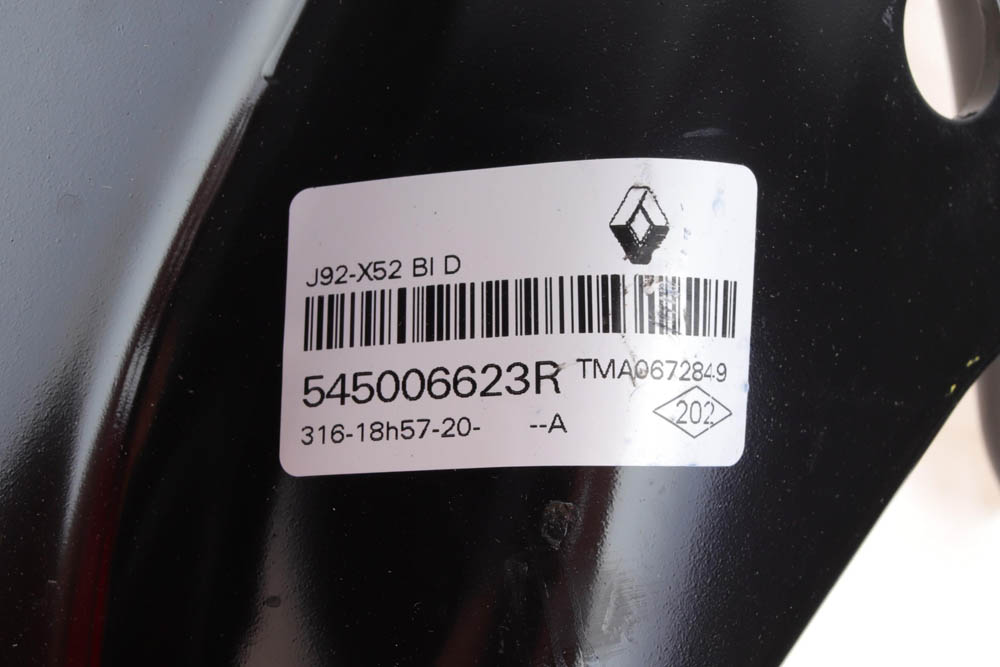 J92-X52 BI D
545006623R TMA0672849
316-18h57-20- --A 202